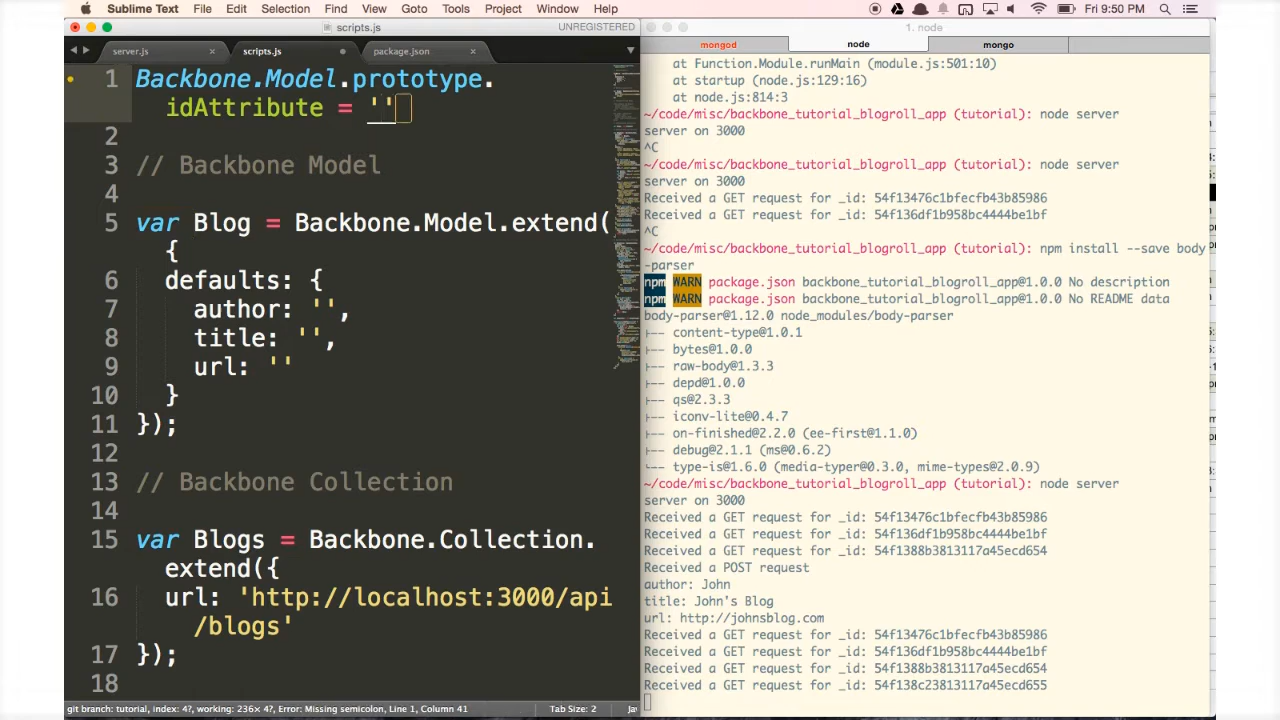 Sublime Text File Edit Selection Find View Goto Tools Project Window Help
Fri 9:50 PM
scripts.js UNREGISTERED
server.js scripts.js package.json
1 Backbone.Model.prototype.
idAttribute = ''
2
3 // Backbone Model
4
5 var Blog = Backbone.Model.extend(
{
6 defaults: {
7 author: '',
8 title: '',
9 url: ''
10 }
11 });
12
13 // Backbone Collection
14
15 var Blogs = Backbone.Collection.
extend({
16 url: 'http://localhost:3000/api
/blogs'
17 });
18
git branch: tutorial, index: 4?, working: 236≠ 4?, Error: Missing semicolon, Line 1, Column 41 Tab Size: 2
1. node
mongod node mongo
at Function.Module.runMain (module.js:501:10)
at startup (node.js:129:16)
at node.js:814:3
~/code/misc/backbone_tutorial_blogroll_app (tutorial): node server
server on 3000
^C
~/code/misc/backbone_tutorial_blogroll_app (tutorial): node server
server on 3000
Received a GET request for _id: 54f13476c1bfecfb43b85986
Received a GET request for _id: 54f136df1b958bc4444be1bf
^C
~/code/misc/backbone_tutorial_blogroll_app (tutorial): npm install --save body
-parser
npm WARN package.json backbone_tutorial_blogroll_app@1.0.0 No description
npm WARN package.json backbone_tutorial_blogroll_app@1.0.0 No README data
body-parser@1.12.0 node_modules/body-parser
├── content-type@1.0.1
├── bytes@1.0.0
├── raw-body@1.3.3
├── depd@1.0.0
├── qs@2.3.3
├── iconv-lite@0.4.7
├── on-finished@2.2.0 (ee-first@1.1.0)
├── debug@2.1.1 (ms@0.6.2)
└── type-is@1.6.0 (media-typer@0.3.0, mime-types@2.0.9)
~/code/misc/backbone_tutorial_blogroll_app (tutorial): node server
server on 3000
Received a GET request for _id: 54f13476c1bfecfb43b85986
Received a GET request for _id: 54f136df1b958bc4444be1bf
Received a GET request for _id: 54f1388b3813117a45ecd654
Received a POST request
author: John
title: John's Blog
url: http://johnsblog.com
Received a GET request for _id: 54f13476c1bfecfb43b85986
Received a GET request for _id: 54f136df1b958bc4444be1bf
Received a GET request for _id: 54f1388b3813117a45ecd654
Received a GET request for _id: 54f138c23813117a45ecd655